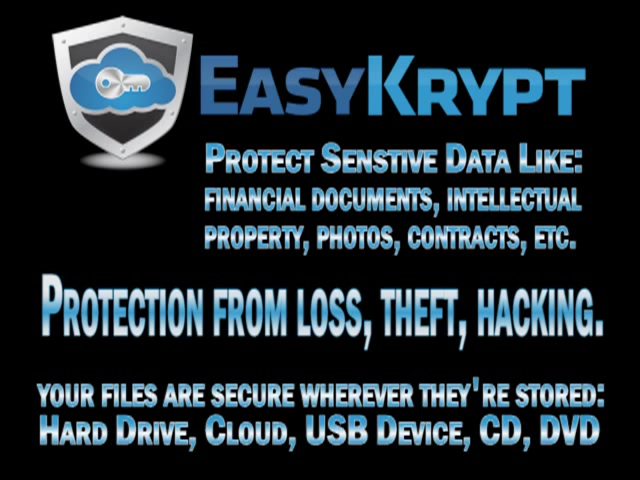 EASYKRYPT
PROTECT SENSTIVE DATA LIKE:
FINANCIAL DOCUMENTS, INTELLECTUAL
PROPERTY, PHOTOS, CONTRACTS, ETC.
PROTECTION FROM LOSS, THEFT, HACKING.
YOUR FILES ARE SECURE WHEREVER THEY'RE STORED:
HARD DRIVE, CLOUD, USB DEVICE, CD, DVD